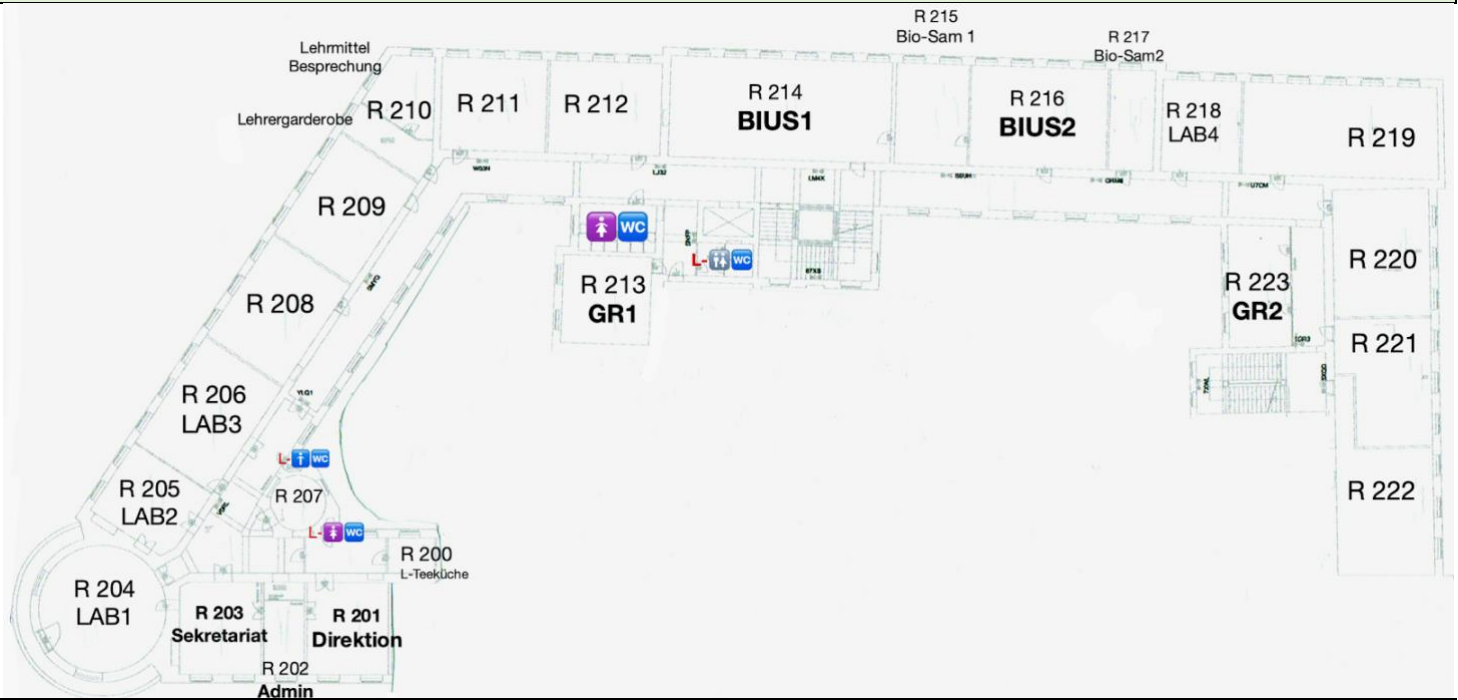 R 215
Bio-Sam 1
R 217
Bio-Sam2
Lehrmittel
Besprechung
Lehrergarderobe
R 210
R 211
R 212
R 214
BIUS1
R 216
BIUS2
R 218
LAB4
R 219
R 209
WC
L- WC
R 213
GR1
R 208
R 220
R 223
GR2
R 221
R 206
LAB3
L- WC
R 205
LAB2
R 207
R 222
L- WC
R 200
L-Teeküche
R 204
LAB1
R 203
Sekretariat
R 201
Direktion
R 202
Admin